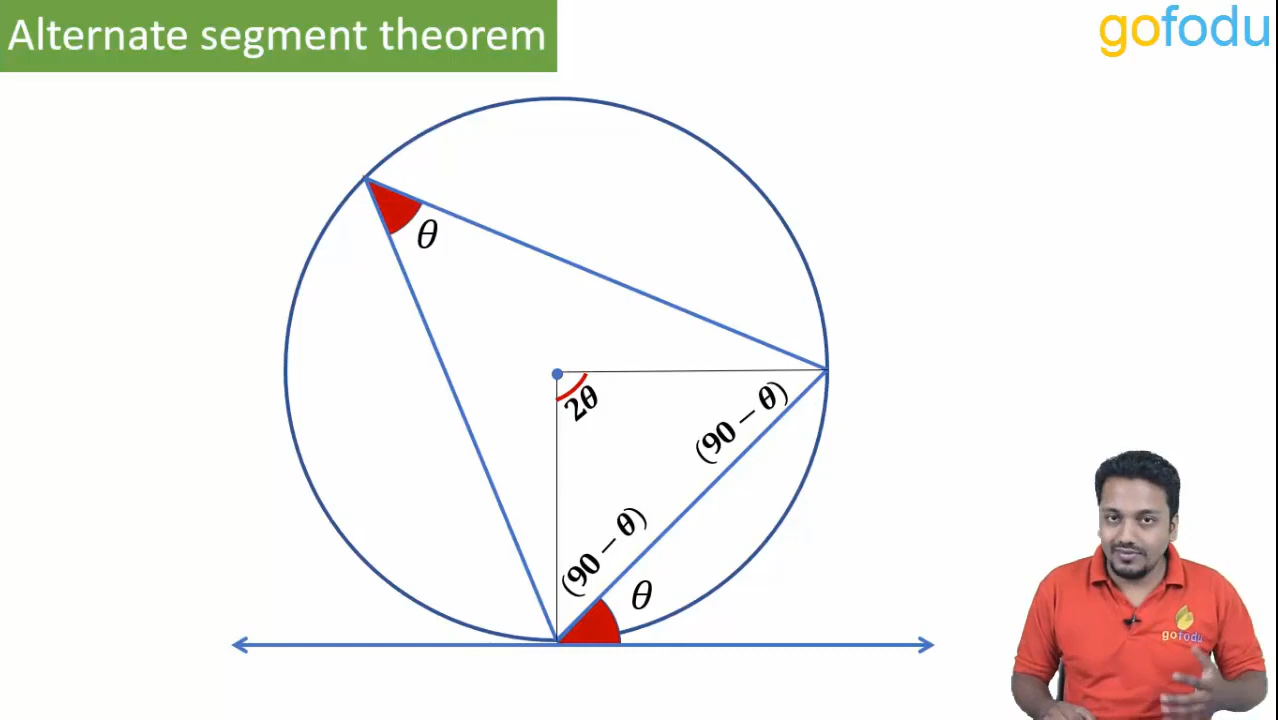 Alternate segment theorem
gofodu
θ
2θ
(90 − θ)
(90 − θ)
θ
gofodu